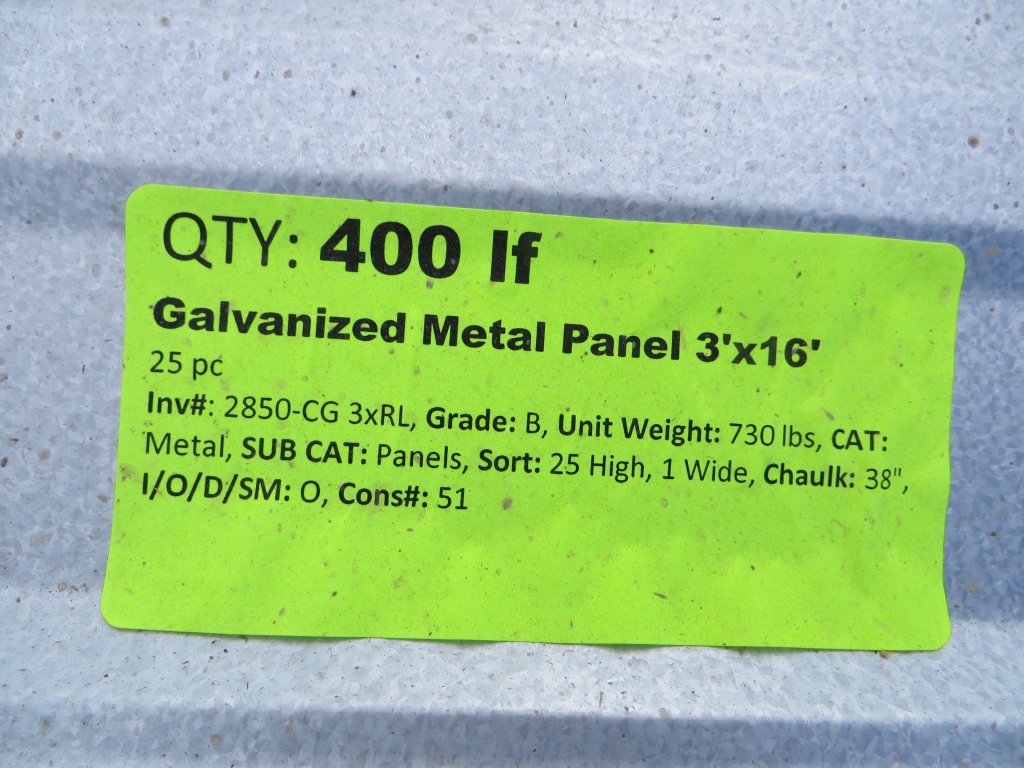 QTY: 400 lf
Galvanized Metal Panel 3'x16'
25 pc
Inv#: 2850-CG 3xRL, Grade: B, Unit Weight: 730 lbs, CAT:
Metal, SUB CAT: Panels, Sort: 25 High, 1 Wide, Chaulk: 38",
I/O/D/SM: O, Cons#: 51